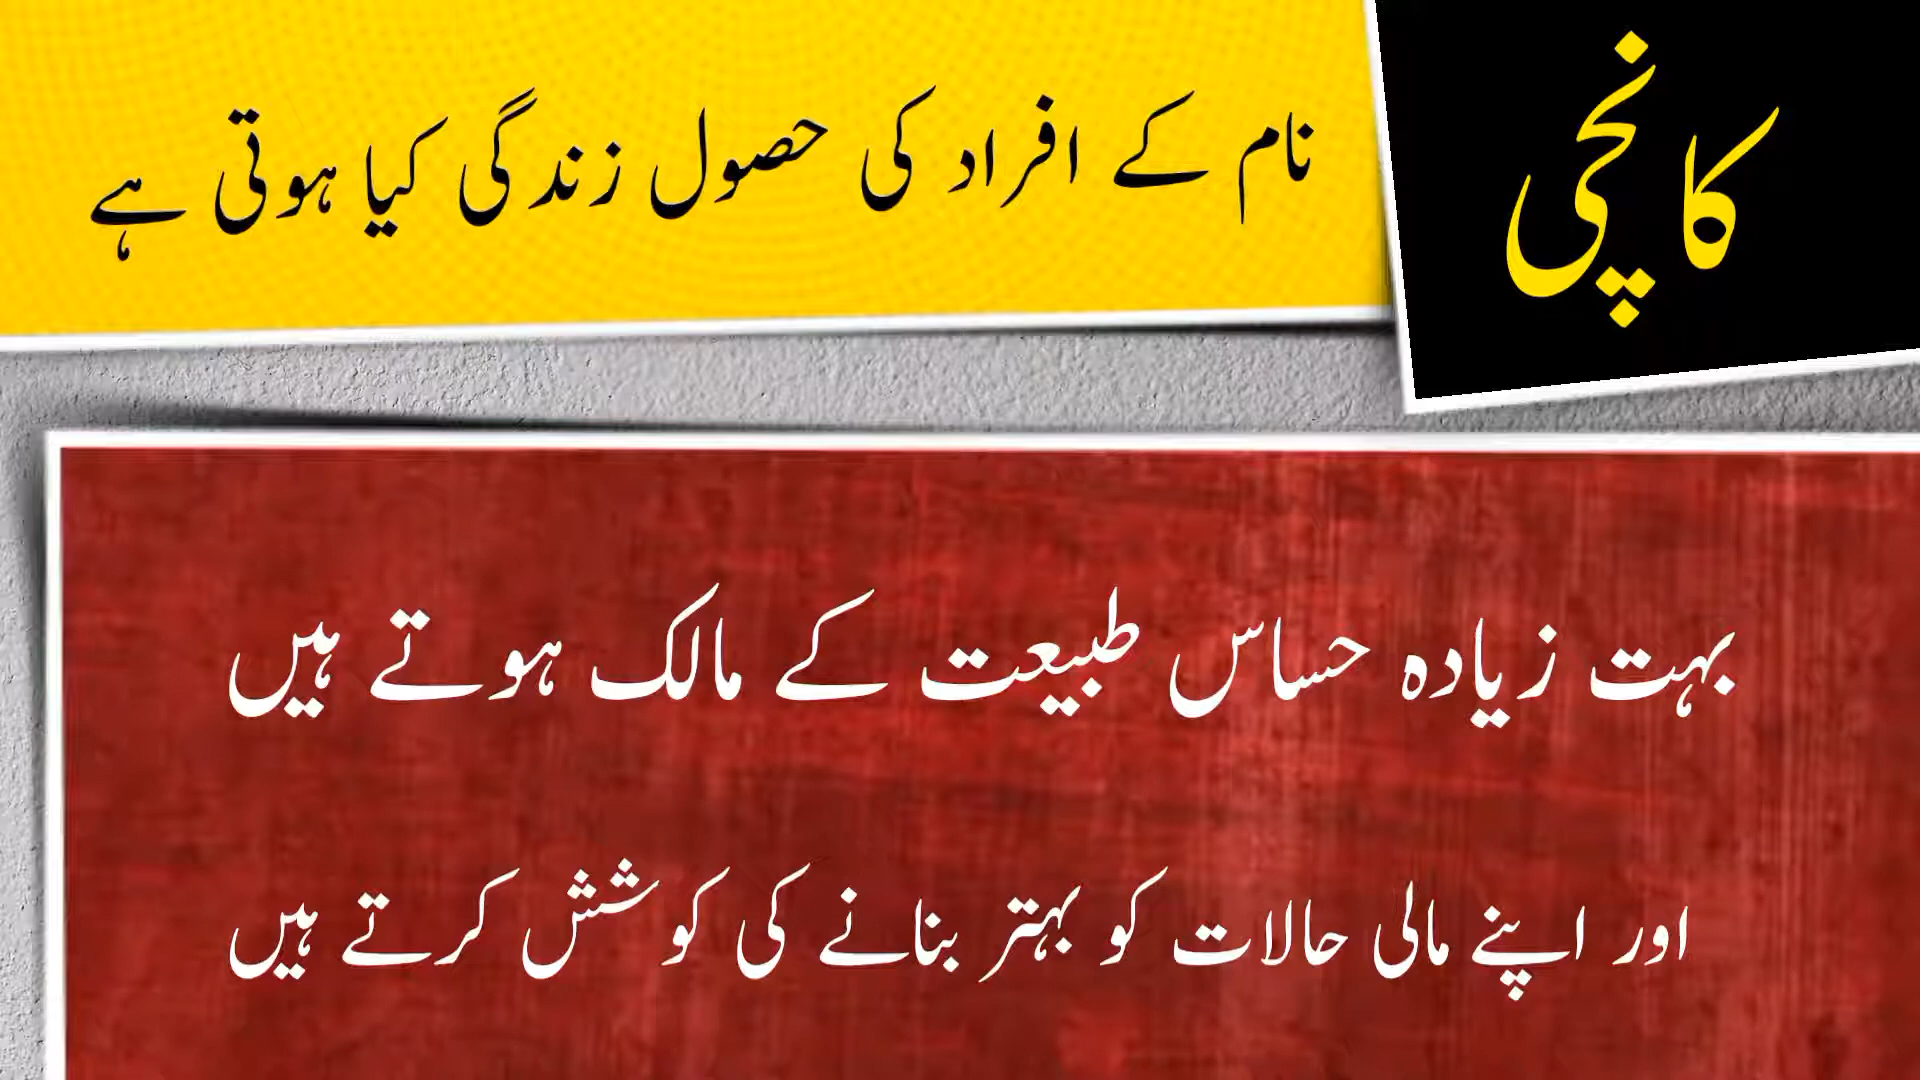 کانچی
نام کے افراد کی حصول زندگی کیا ہوتی ہے
بہت زیادہ حساس طبیعت کے مالک ہوتے ہیں
اور اپنے مالی حالات کو بہتر بنانے کی کوشش کرتے ہیں